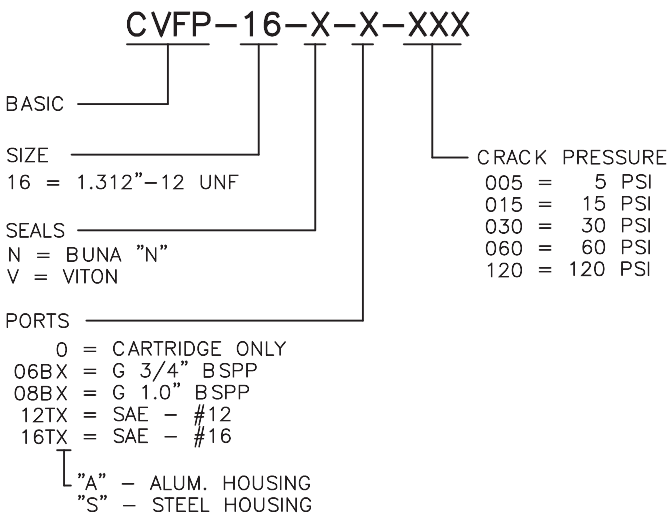 CVFP-16-X-X-XXX
BASIC
SIZE
16 = 1.312"-12 UNF
SEALS
N = BUNA "N"
V = VITON
PORTS
0 = CARTRIDGE ONLY
06BX = G 3/4" BSPP
08BX = G 1.0" BSPP
12TX = SAE - #12
16TX = SAE - #16
"A" - ALUM. HOUSING
"S" - STEEL HOUSING
CRACK PRESSURE
005 = 5 PSI
015 = 15 PSI
030 = 30 PSI
060 = 60 PSI
120 = 120 PSI